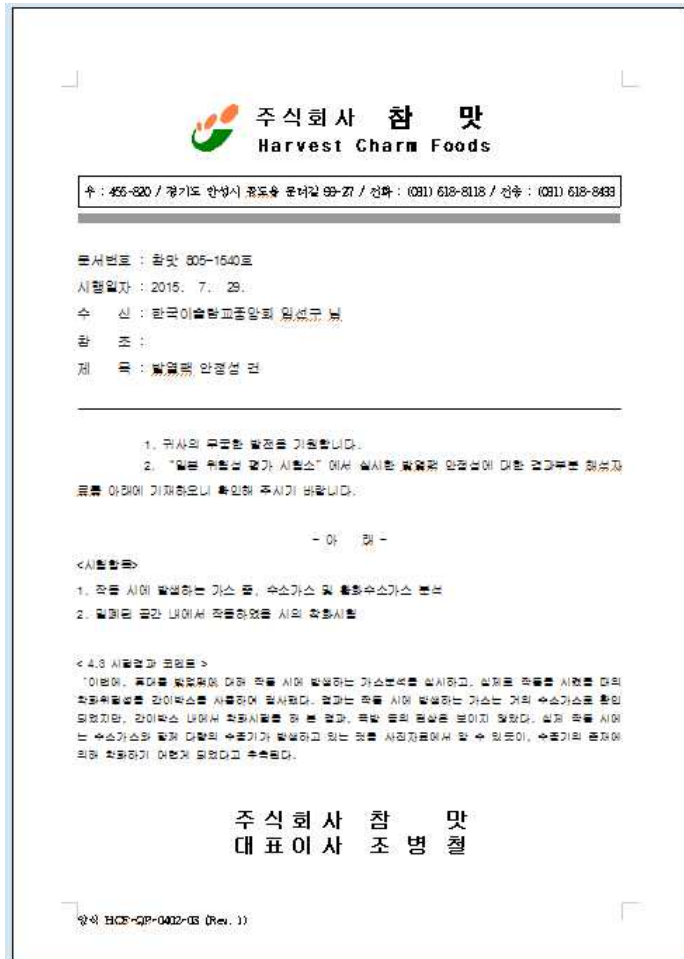 주식회사 참 맛
Harvest Charm Foods
우 : 456-820 / 경기도 안성시 공도읍 문터길 99-27 / 전화 : (031) 618-8118 / 전송 : (031) 618-8433
문서번호 : 참맛 805-1540호
시행일자 : 2015. 7. 29.
수 신 : 한국이슬람교중앙회 임선구 님
참 조 :
제 목 : 발열팩 안정성 건
1. 귀사의 무궁한 발전을 기원합니다.
2. "일본 위험성 평가 시험소" 에서 실시한 발열팩 안정성에 대한 결과부분 해석자
료를 아래에 기재하오니 확인해 주시기 바랍니다.
- 아 래 -
<시험항목>
1. 작동 시에 발생하는 가스 중, 수소가스 및 황화수소가스 분석
2. 밀폐된 공간 내에서 작동하였을 시의 착화시험
< 4.3 시험결과 코멘트 >
"이번에, 휴대용 발열팩에 대해 작동 시에 발생하는 가스분석을 실시하고, 실제로 작동을 시켰을 때의
착화위험성을 간이박스를 사용하여 검사했다. 결과는 작동 시에 발생하는 가스는 거의 수소가스로 확인
되었지만, 간이박스 내에서 착화시험을 해 본 결과, 폭발 등의 현상은 보이지 않았다. 실제 작동 시에
는 수소가스와 함께 다량의 수증기가 발생하고 있는 것을 사진자료에서 알 수 있듯이, 수증기의 존재에
의해 착화하기 어렵게 되었다고 추측된다.
주식회사 참 맛
대표이사 조병철
양식 HCF-QP-0402-03 (Rev. 1)